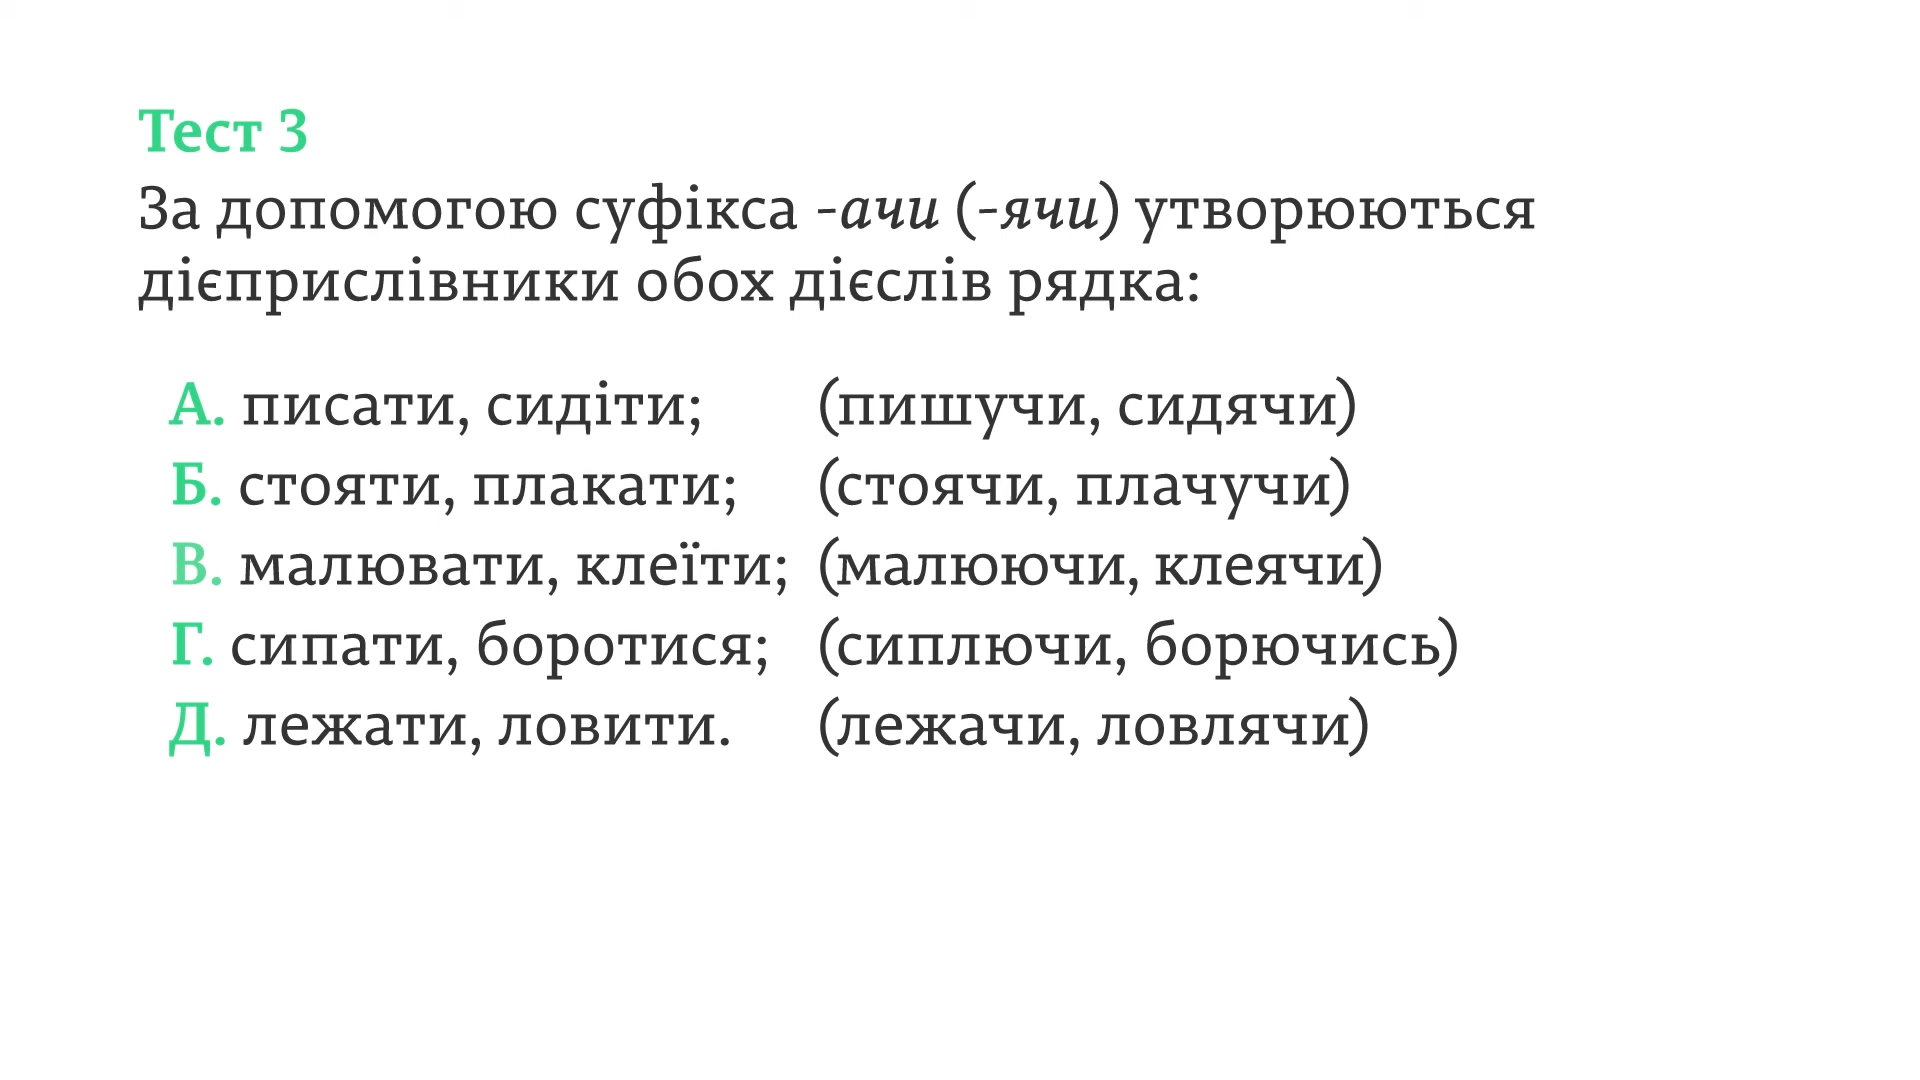 Тест 3
За допомогою суфікса -ачи (-ячи) утворюються
дієприслівники обох дієслів рядка:
А. писати, сидіти; (пишучи, сидячи)
Б. стояти, плакати; (стоячи, плачучи)
В. малювати, клеїти; (малюючи, клеячи)
Г. сипати, боротися; (сиплючи, борючись)
Д. лежати, ловити. (лежачи, ловлячи)